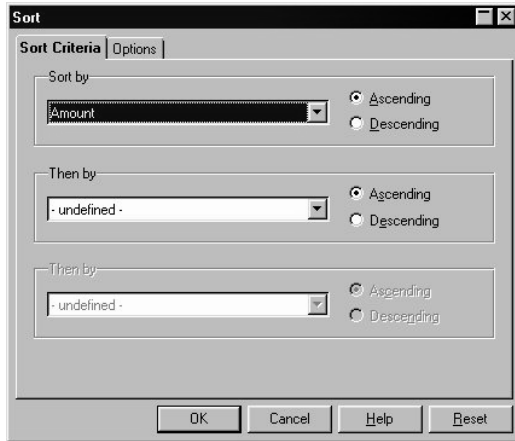 Sort
Sort Criteria Options
Sort by
Amount
Ascending
Descending
Then by
- undefined -
Ascending
Descending
Then by
- undefined -
Ascending
Descending
OK Cancel Help Reset